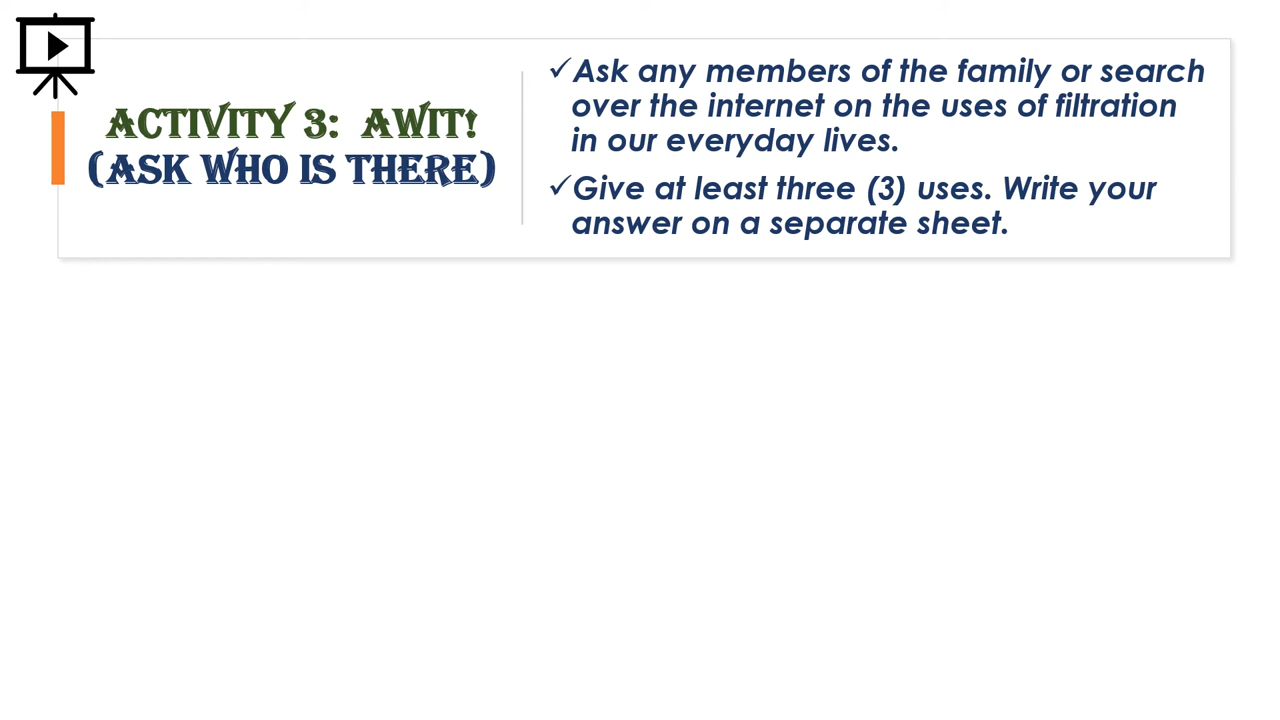 ACTIVITY 3: AWIT!
(ASK WHO IS THERE)
✓Ask any members of the family or search
over the internet on the uses of filtration
in our everyday lives.
✓Give at least three (3) uses. Write your
answer on a separate sheet.